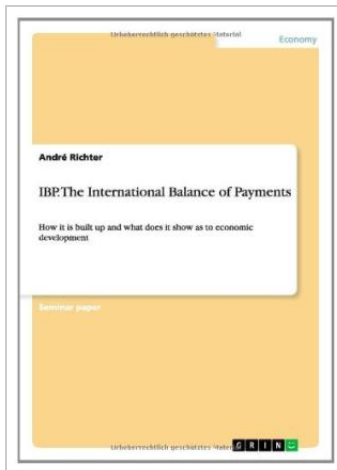 Urheberrechtlich geschütztes Material
Economy
André Richter
IBP. The International Balance of Payments
How it is built up and what does it show as to economic
development
Seminar paper
Urheberrechtlich geschütztes Material
GRIN